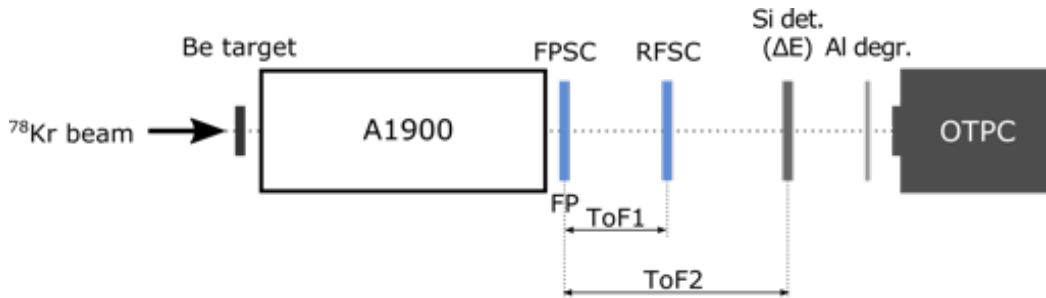 Si det.
Be target FPSC RFSC (ΔE) Al degr.
⁷⁸Kr beam A1900 OTPC
FP
ToF1
ToF2